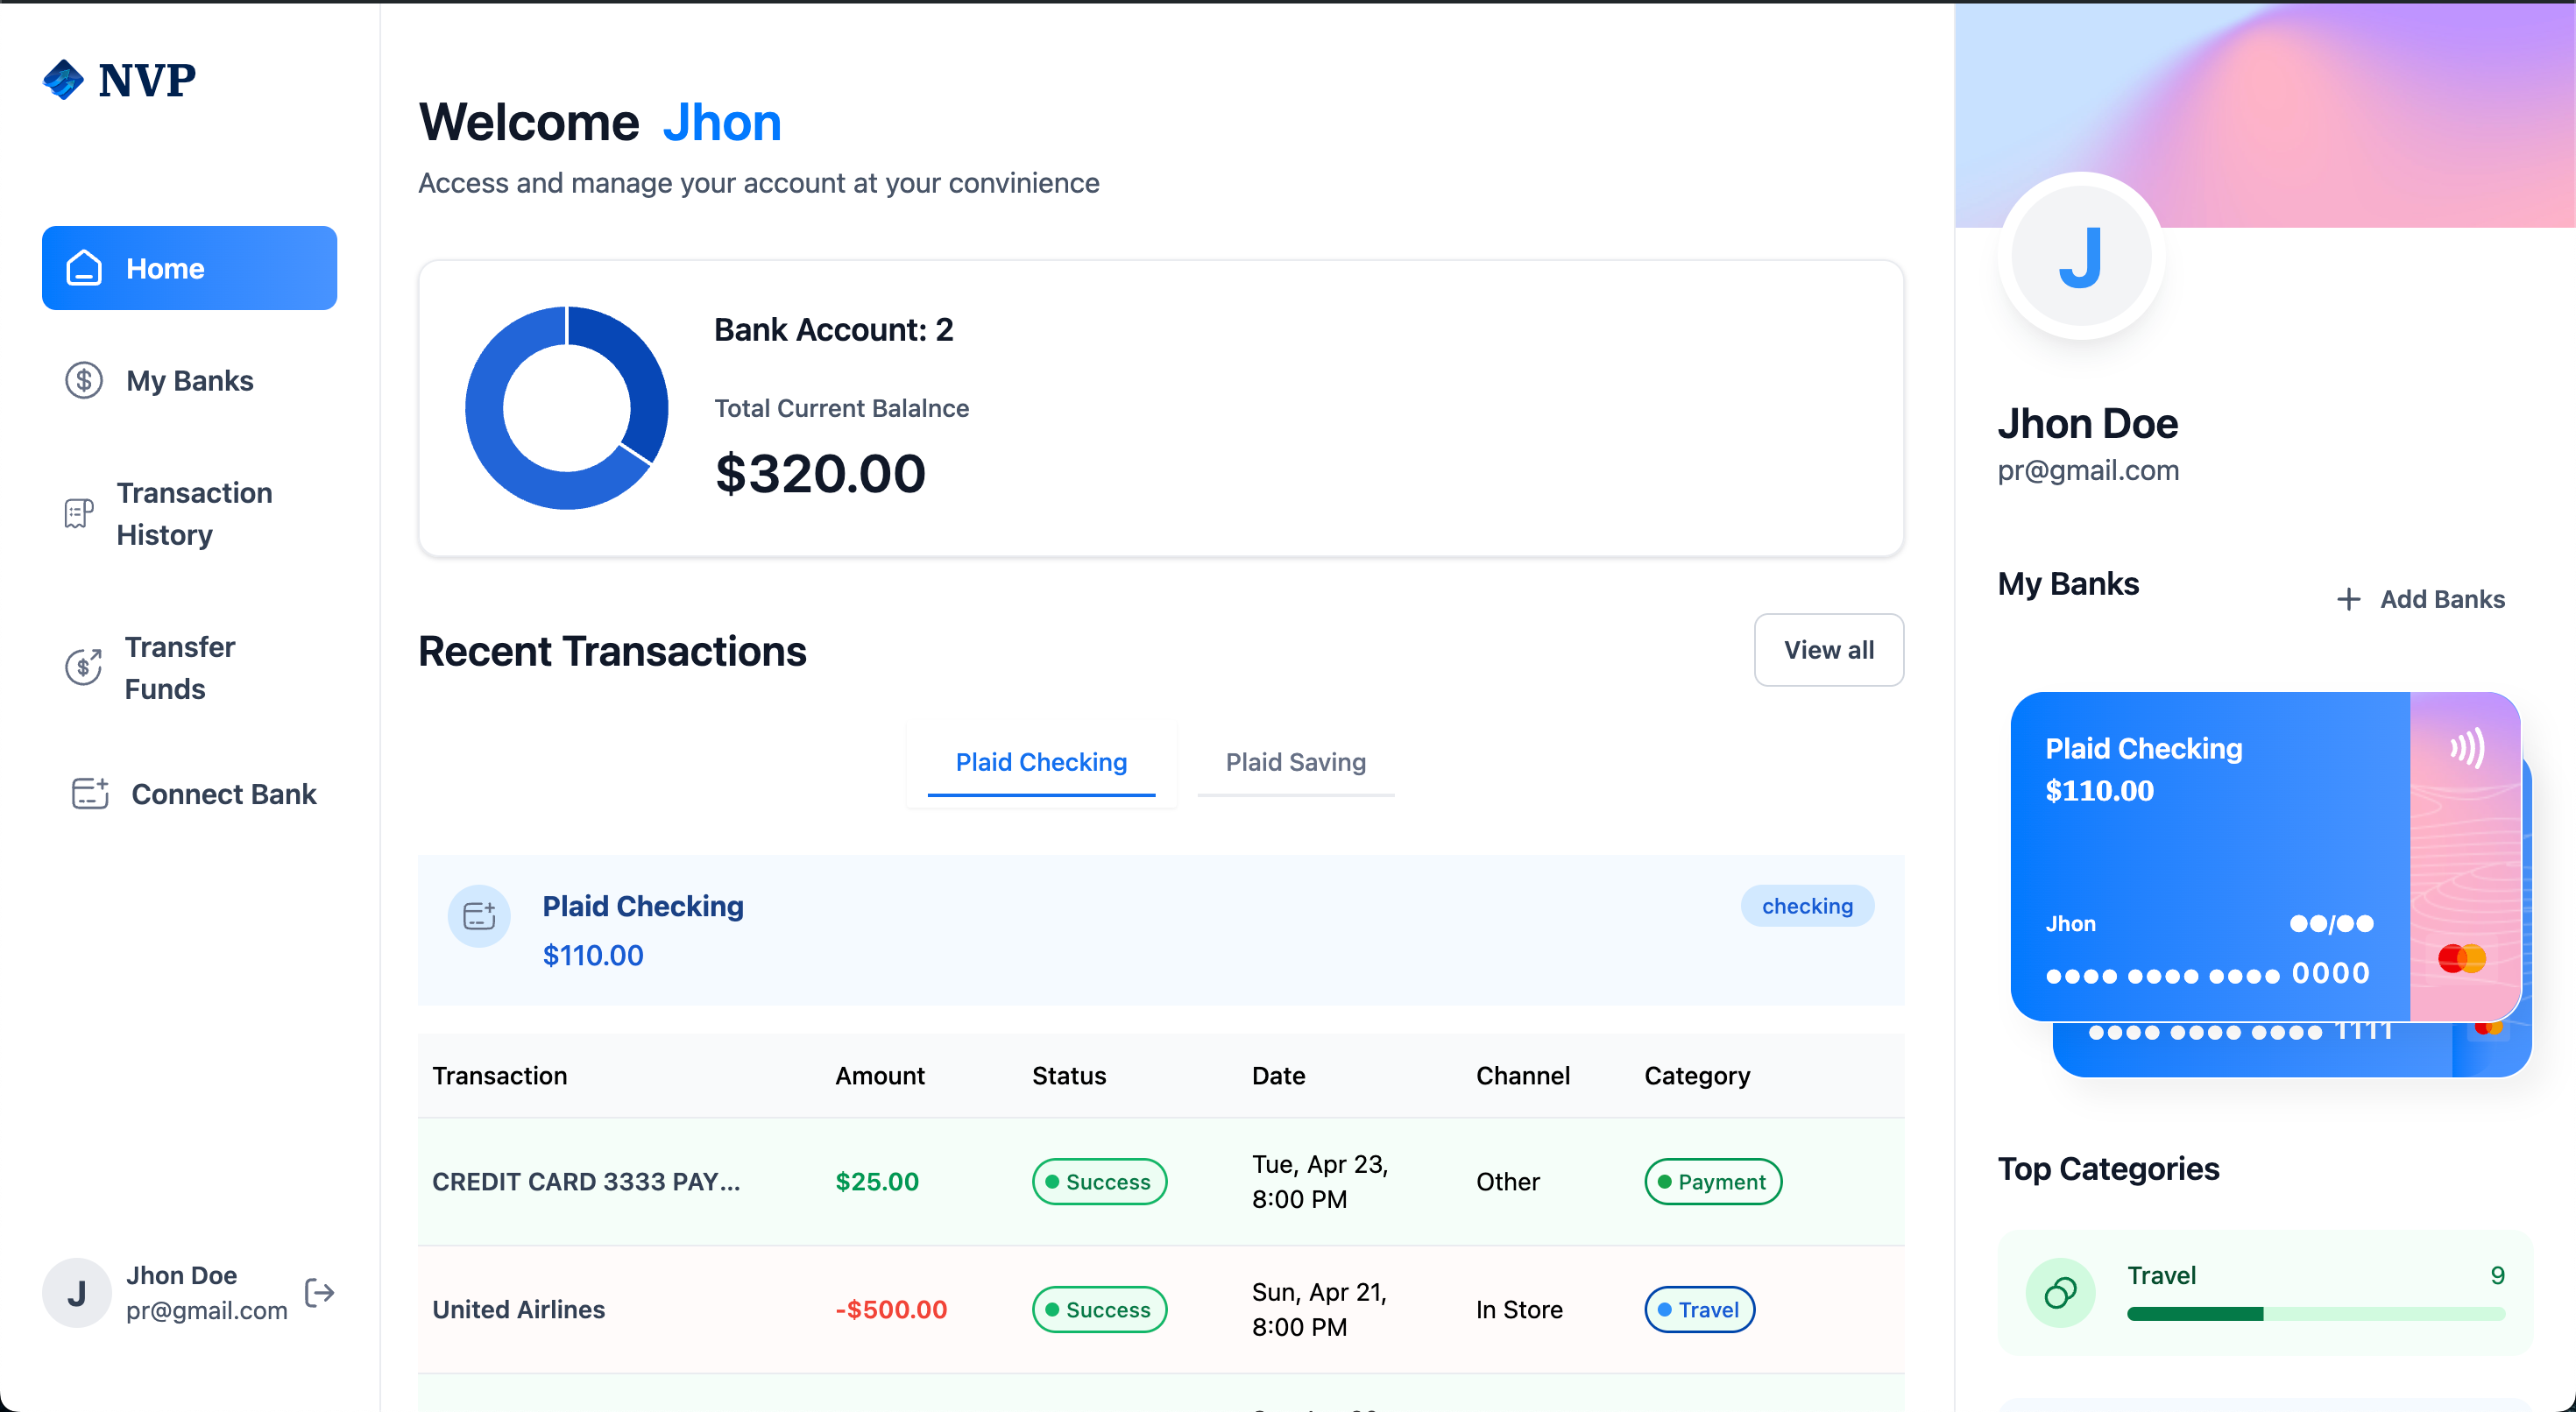 NVP
Home
My Banks
Transaction
History
Transfer
Funds
Connect Bank
J
Jhon Doe
pr@gmail.com
Welcome Jhon
Access and manage your account at your convinience
Bank Account: 2
Total Current Balalnce
$320.00
Recent Transactions
View all
Plaid Checking
Plaid Saving
Plaid Checking
$110.00
checking
Transaction Amount Status Date Channel Category
CREDIT CARD 3333 PAY... $25.00 Success Tue, Apr 23, 8:00 PM Other Payment
United Airlines -$500.00 Success Sun, Apr 21, 8:00 PM In Store Travel
J
Jhon Doe
pr@gmail.com
My Banks
+ Add Banks
Plaid Checking
$110.00
Jhon ●●/●●
●●●● ●●●● ●●●● 0000
●●●● ●●●● ●●●● 1111
Top Categories
Travel 9